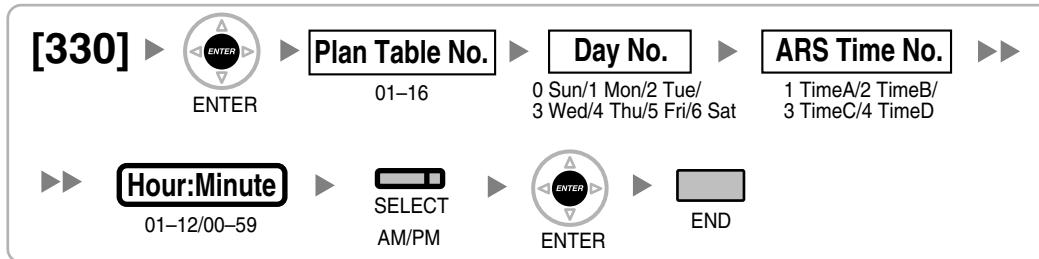 [330] ENTER Plan Table No. Day No. ARS Time No.
ENTER 01–16 0 Sun/1 Mon/2 Tue/ 1 TimeA/2 TimeB/
3 Wed/4 Thu/5 Fri/6 Sat 3 TimeC/4 TimeD
Hour:Minute ENTER
01–12/00–59 SELECT END
AM/PM ENTER